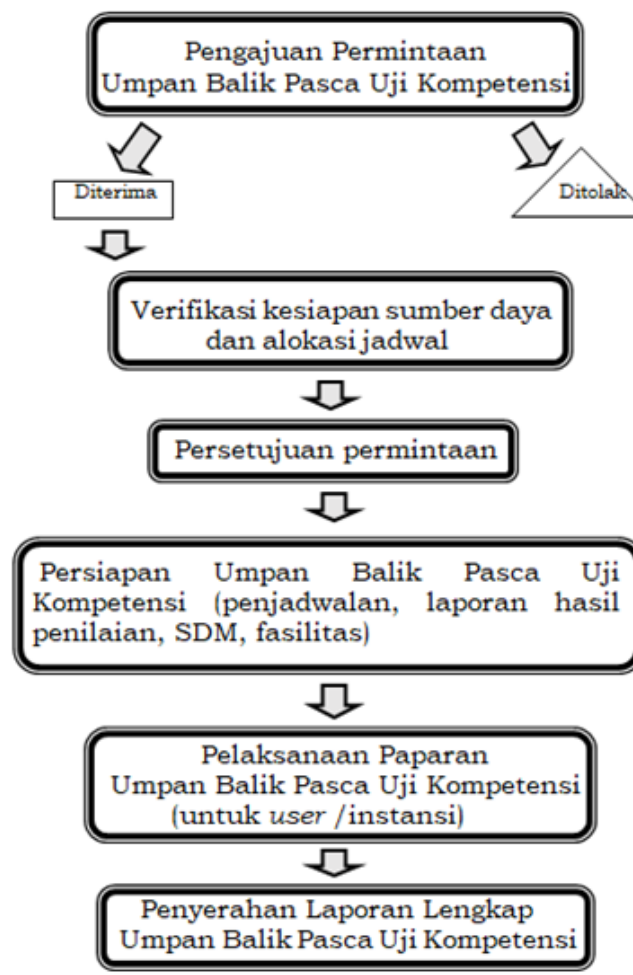 Pengajuan Permintaan
Umpan Balik Pasca Uji Kompetensi
Diterima
Ditolak
Verifikasi kesiapan sumber daya
dan alokasi jadwal
Persetujuan permintaan
Persiapan Umpan Balik Pasca Uji
Kompetensi (penjadwalan, laporan hasil
penilaian, SDM, fasilitas)
Pelaksanaan Paparan
Umpan Balik Pasca Uji Kompetensi
(untuk user /instansi)
Penyerahan Laporan Lengkap
Umpan Balik Pasca Uji Kompetensi